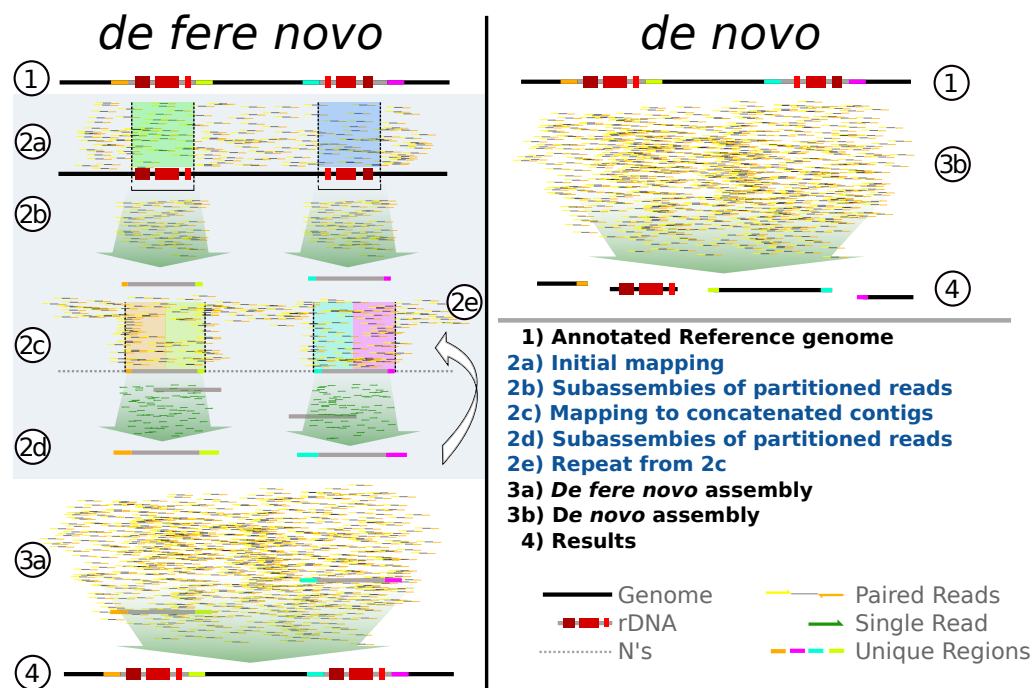 de fere novo
de novo
1
2a
2b
2c
2e
2d
3a
4
1
3b
4
1) Annotated Reference genome
2a) Initial mapping
2b) Subassembies of partitioned reads
2c) Mapping to concatenated contigs
2d) Subassembies of partitioned reads
2e) Repeat from 2c
3a) De fere novo assembly
3b) De novo assembly
4) Results
Genome
rDNA
N's
Paired Reads
Single Read
Unique Regions